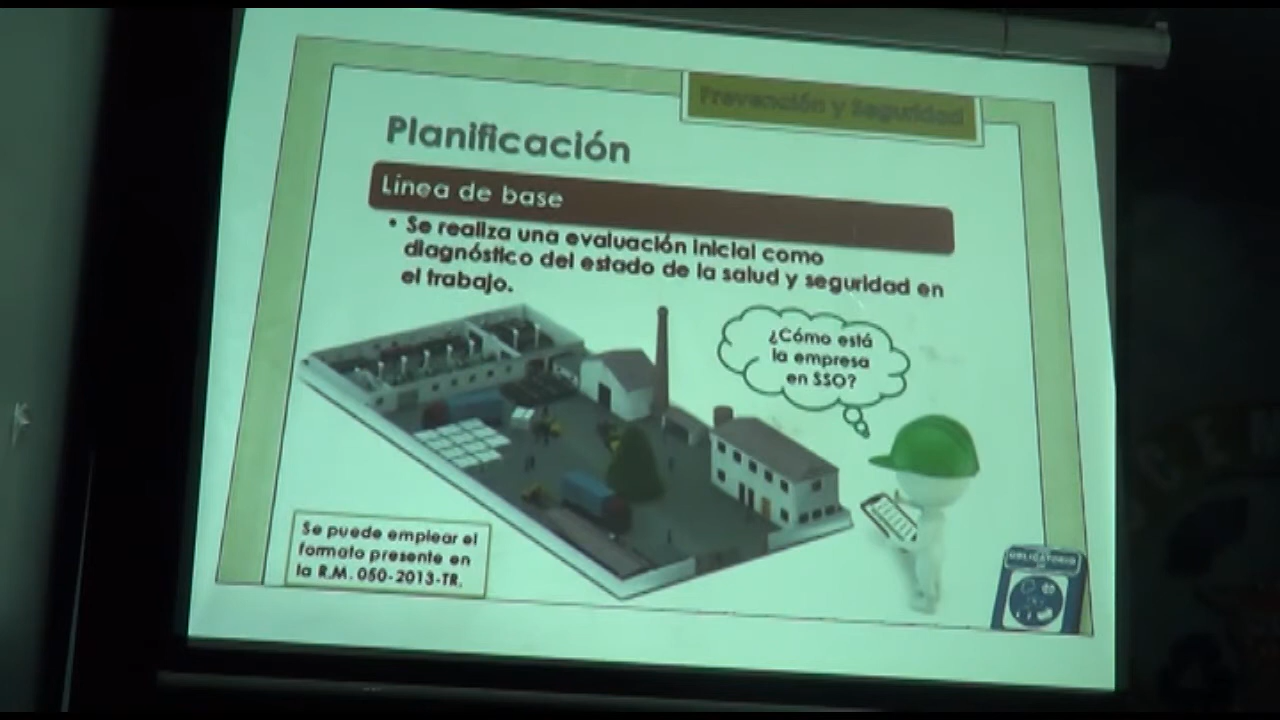 Prevención y Seguridad
Planificación
Línea de base
• Se realiza una evaluación inicial como
diagnóstico del estado de la salud y seguridad en
el trabajo.
¿Cómo está
la empresa
en SSO?
Se puede emplear el
formato presente en
la R.M. 050-2013-TR.
OBLIGATORIO